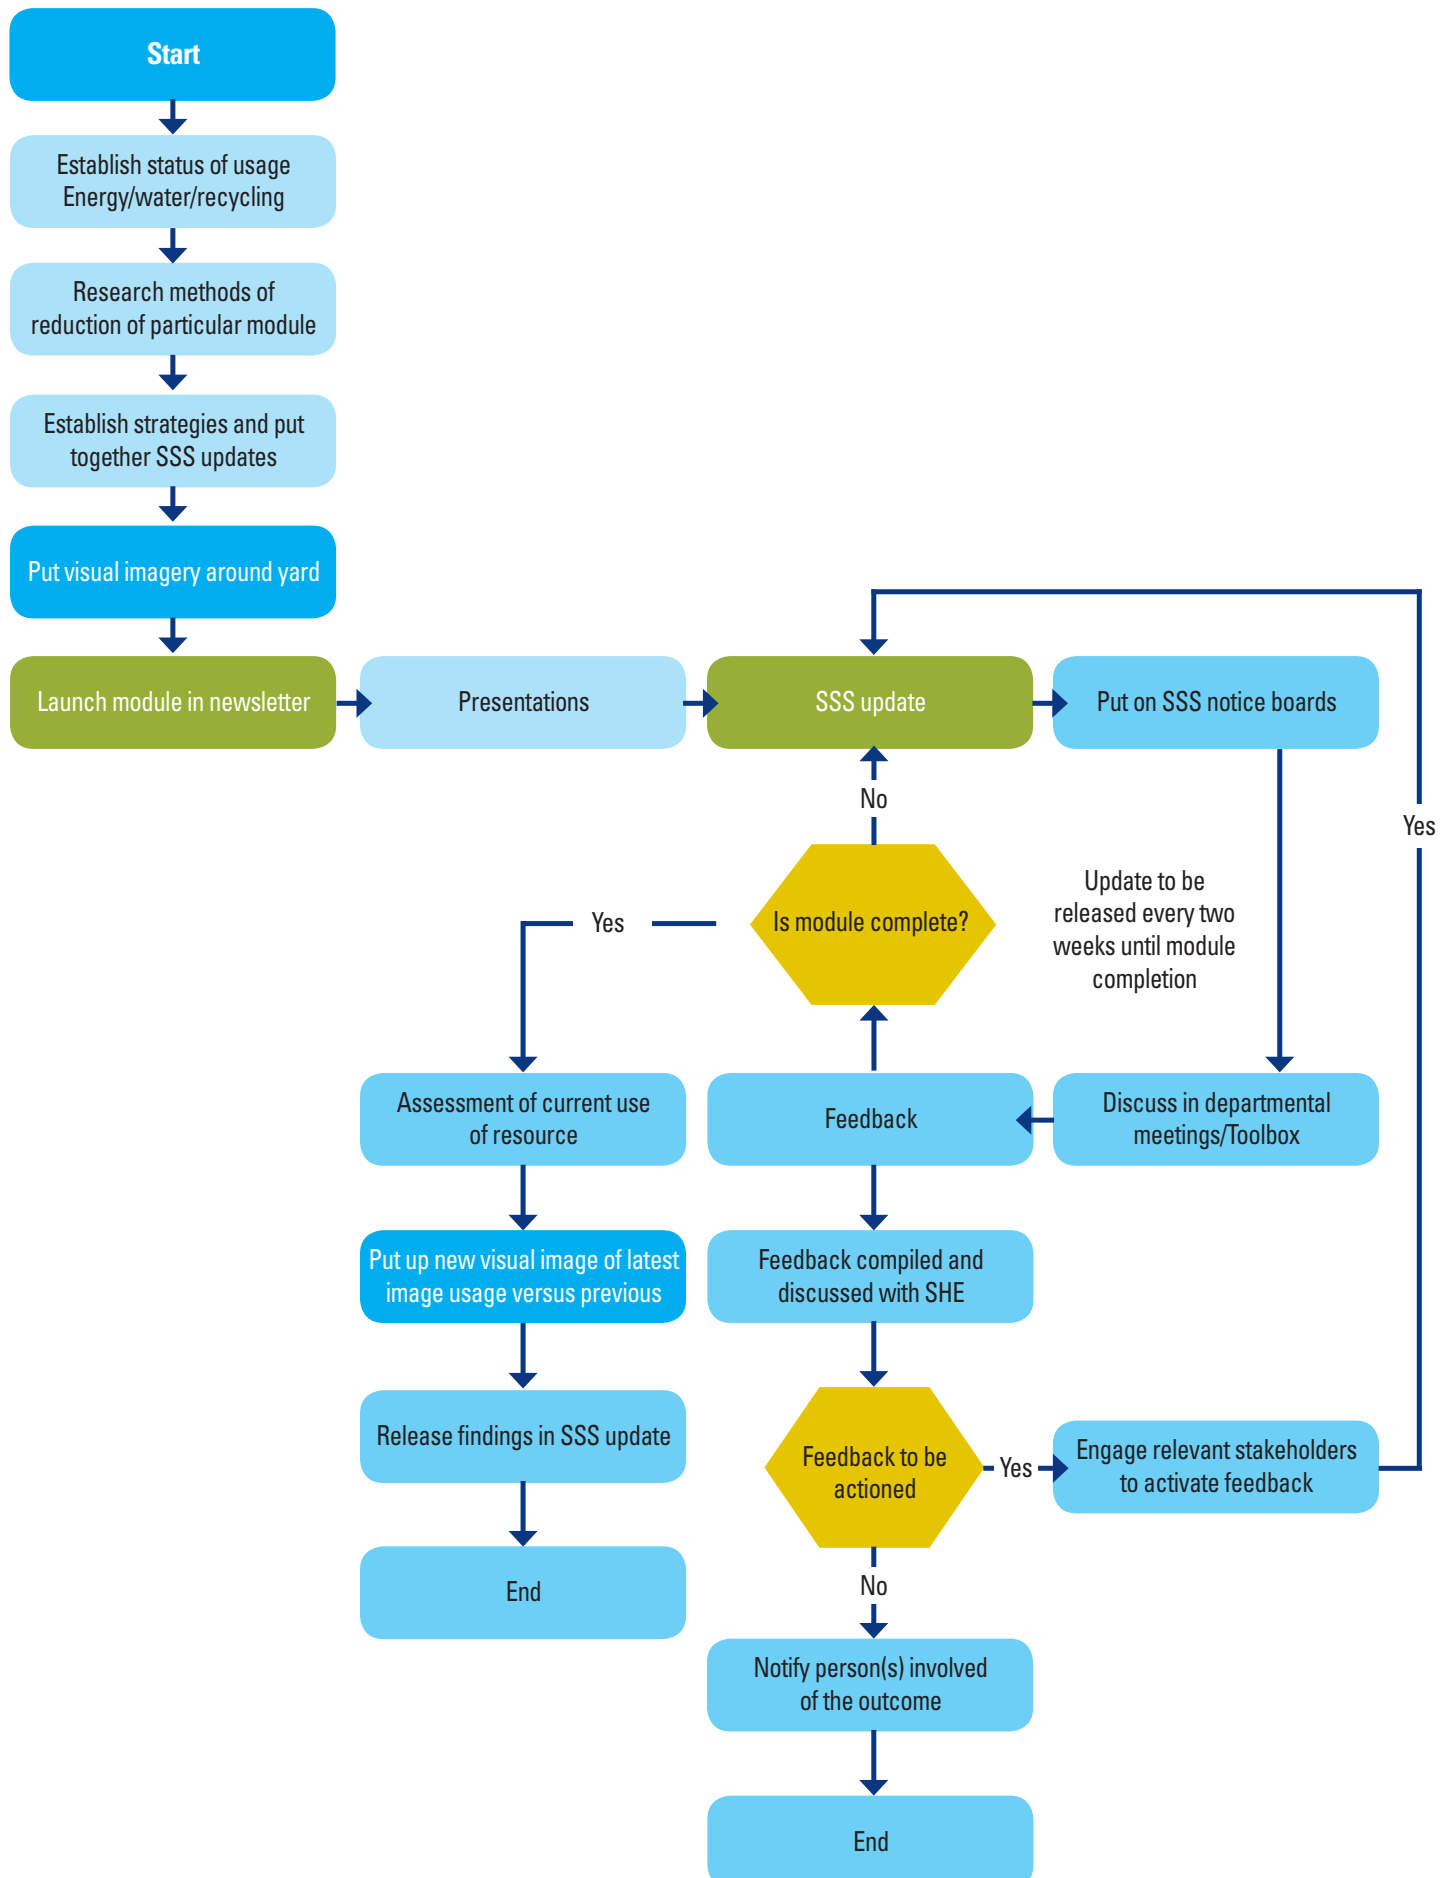 Start
Establish status of usage
Energy/water/recycling
Research methods of
reduction of particular module
Establish strategies and put
together SSS updates
Put visual imagery around yard
Launch module in newsletter
Presentations
SSS update
Put on SSS notice boards
No
Yes
Is module complete?
Yes
Update to be
released every two
weeks until module
completion
Assessment of current use
of resource
Feedback
Discuss in departmental
meetings/Toolbox
Put up new visual image of latest
image usage versus previous
Feedback compiled and
discussed with SHE
Release findings in SSS update
Feedback to be
actioned
Yes
Engage relevant stakeholders
to activate feedback
End
No
Notify person(s) involved
of the outcome
End